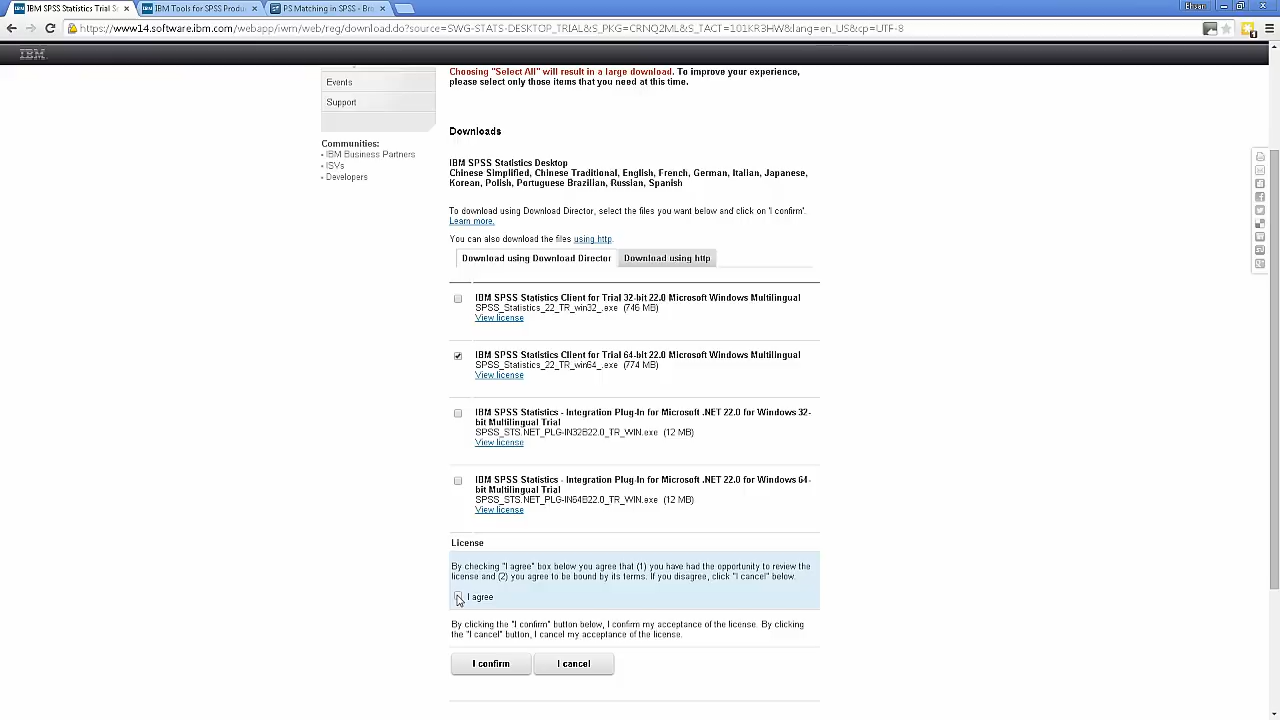 IBM SPSS Statistics Trial S
IBM Tools for SPSS Produc
PS Matching in SPSS - Bro
Ehsan
https://www14.software.ibm.com/webapp/iwm/web/reg/download.do?source=SWG-STATS-DESKTOP_TRIAL&S_PKG=CRNQ2ML&S_TACT=101KR3HW&lang=en_US&cp=UTF-8
IBM
Events
Support
Communities:
• IBM Business Partners
• ISVs
• Developers
Choosing "Select All" will result in a large download. To improve your experience,
please select only those items that you need at this time.
Downloads
IBM SPSS Statistics Desktop
Chinese Simplified, Chinese Traditional, English, French, German, Italian, Japanese,
Korean, Polish, Portuguese Brazilian, Russian, Spanish
To download using Download Director, select the files you want below and click on 'I confirm'.
Learn more.
You can also download the files using http.
Download using Download Director
Download using http
IBM SPSS Statistics Client for Trial 32-bit 22.0 Microsoft Windows Multilingual
SPSS_Statistics_22_TR_win32_.exe (746 MB)
View license
IBM SPSS Statistics Client for Trial 64-bit 22.0 Microsoft Windows Multilingual
SPSS_Statistics_22_TR_win64_.exe (774 MB)
View license
IBM SPSS Statistics - Integration Plug-In for Microsoft .NET 22.0 for Windows 32-
bit Multilingual Trial
SPSS_STS.NET_PLG-IN32B22.0_TR_WIN.exe (12 MB)
View license
IBM SPSS Statistics - Integration Plug-In for Microsoft .NET 22.0 for Windows 64-
bit Multilingual Trial
SPSS_STS.NET_PLG-IN64B22.0_TR_WIN.exe (12 MB)
View license
License
By checking "I agree" box below you agree that (1) you have had the opportunity to review the
license and (2) you agree to be bound by its terms. If you disagree, click "I cancel" below.
I agree
By clicking the "I confirm" button below, I confirm my acceptance of the license. By clicking
the "I cancel" button, I cancel my acceptance of the license.
I confirm
I cancel